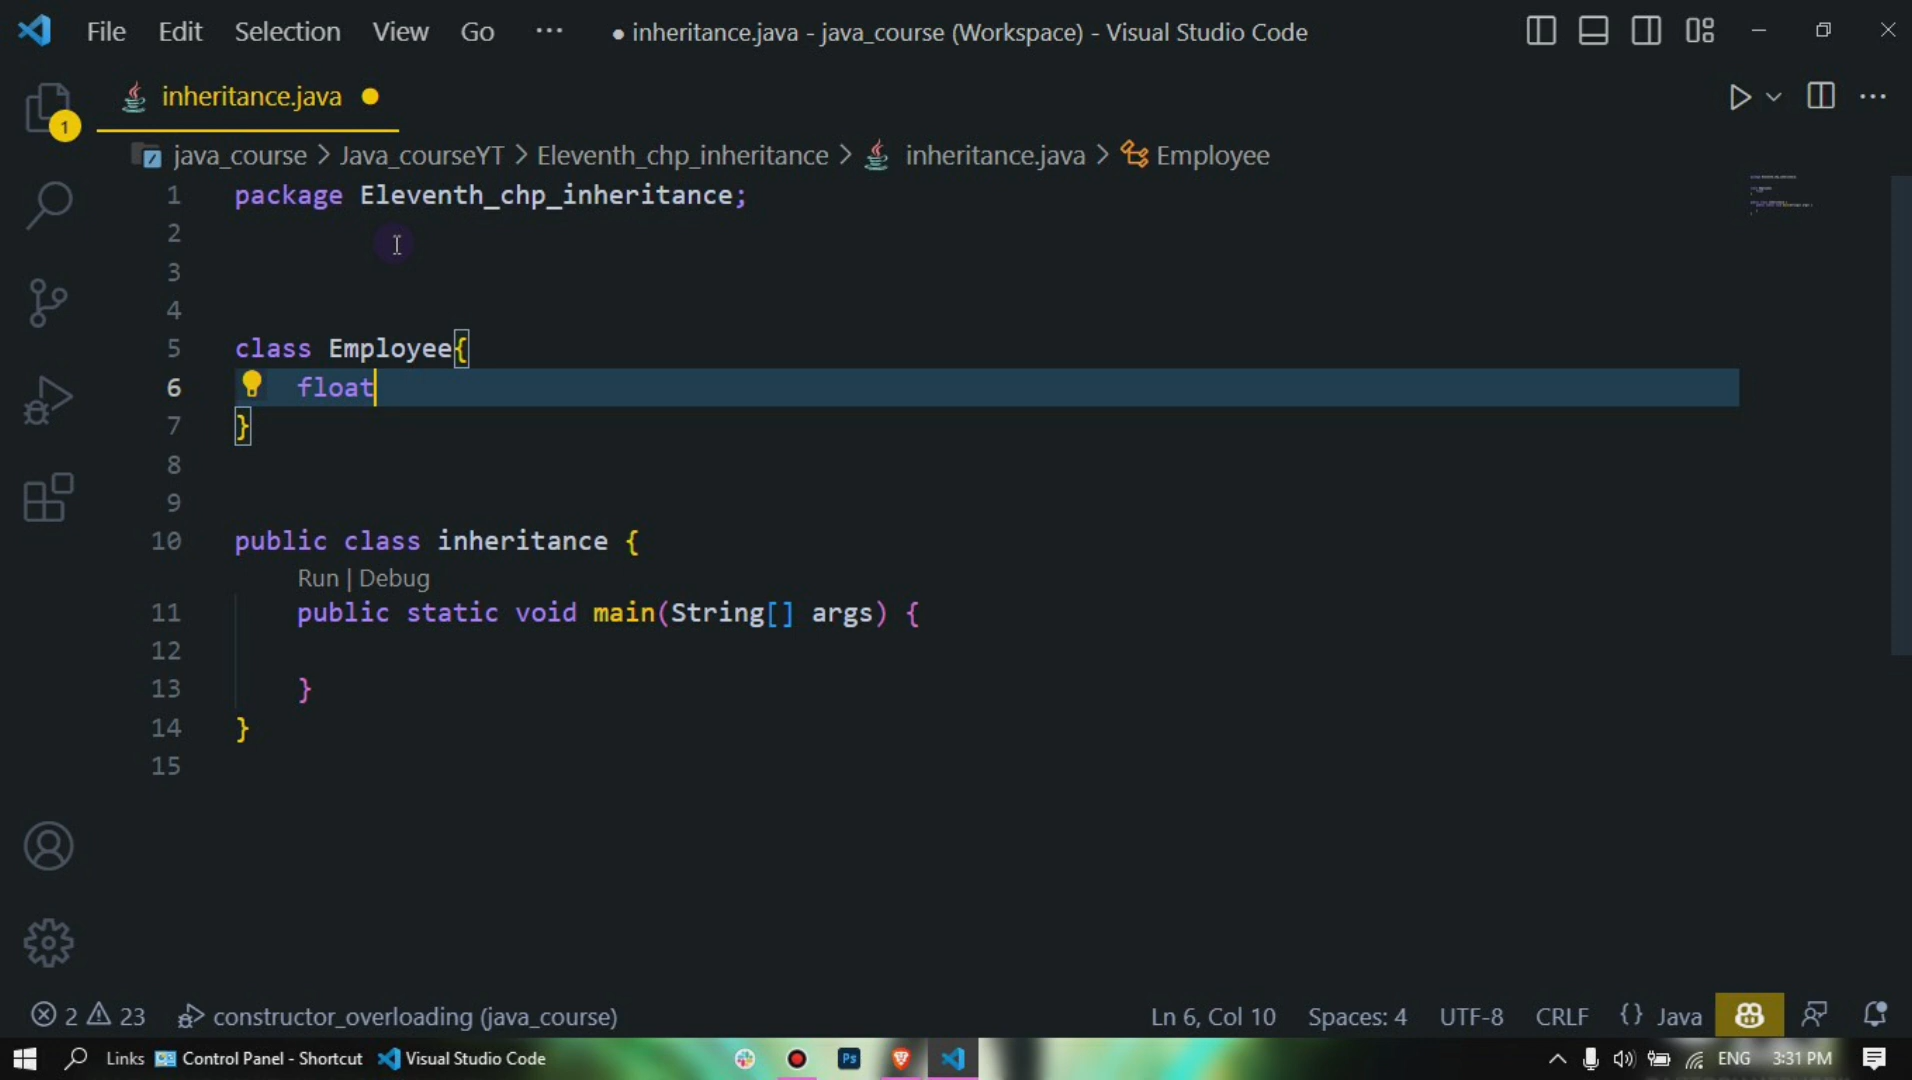 File Edit Selection View Go ··· ● inheritance.java - java_course (Workspace) - Visual Studio Code
inheritance.java
1
java_course > Java_courseYT > Eleventh_chp_inheritance > inheritance.java > Employee
1 package Eleventh_chp_inheritance;
2
3
4
5 class Employee{
6 float
7 }
8
9
10 public class inheritance {
Run | Debug
11 public static void main(String[] args) {
12
13 }
14 }
15
2 23 constructor_overloading (java_course) Ln 6, Col 10 Spaces: 4 UTF-8 CRLF {} Java
Links Control Panel - Shortcut Visual Studio Code Ps ENG 3:31 PM